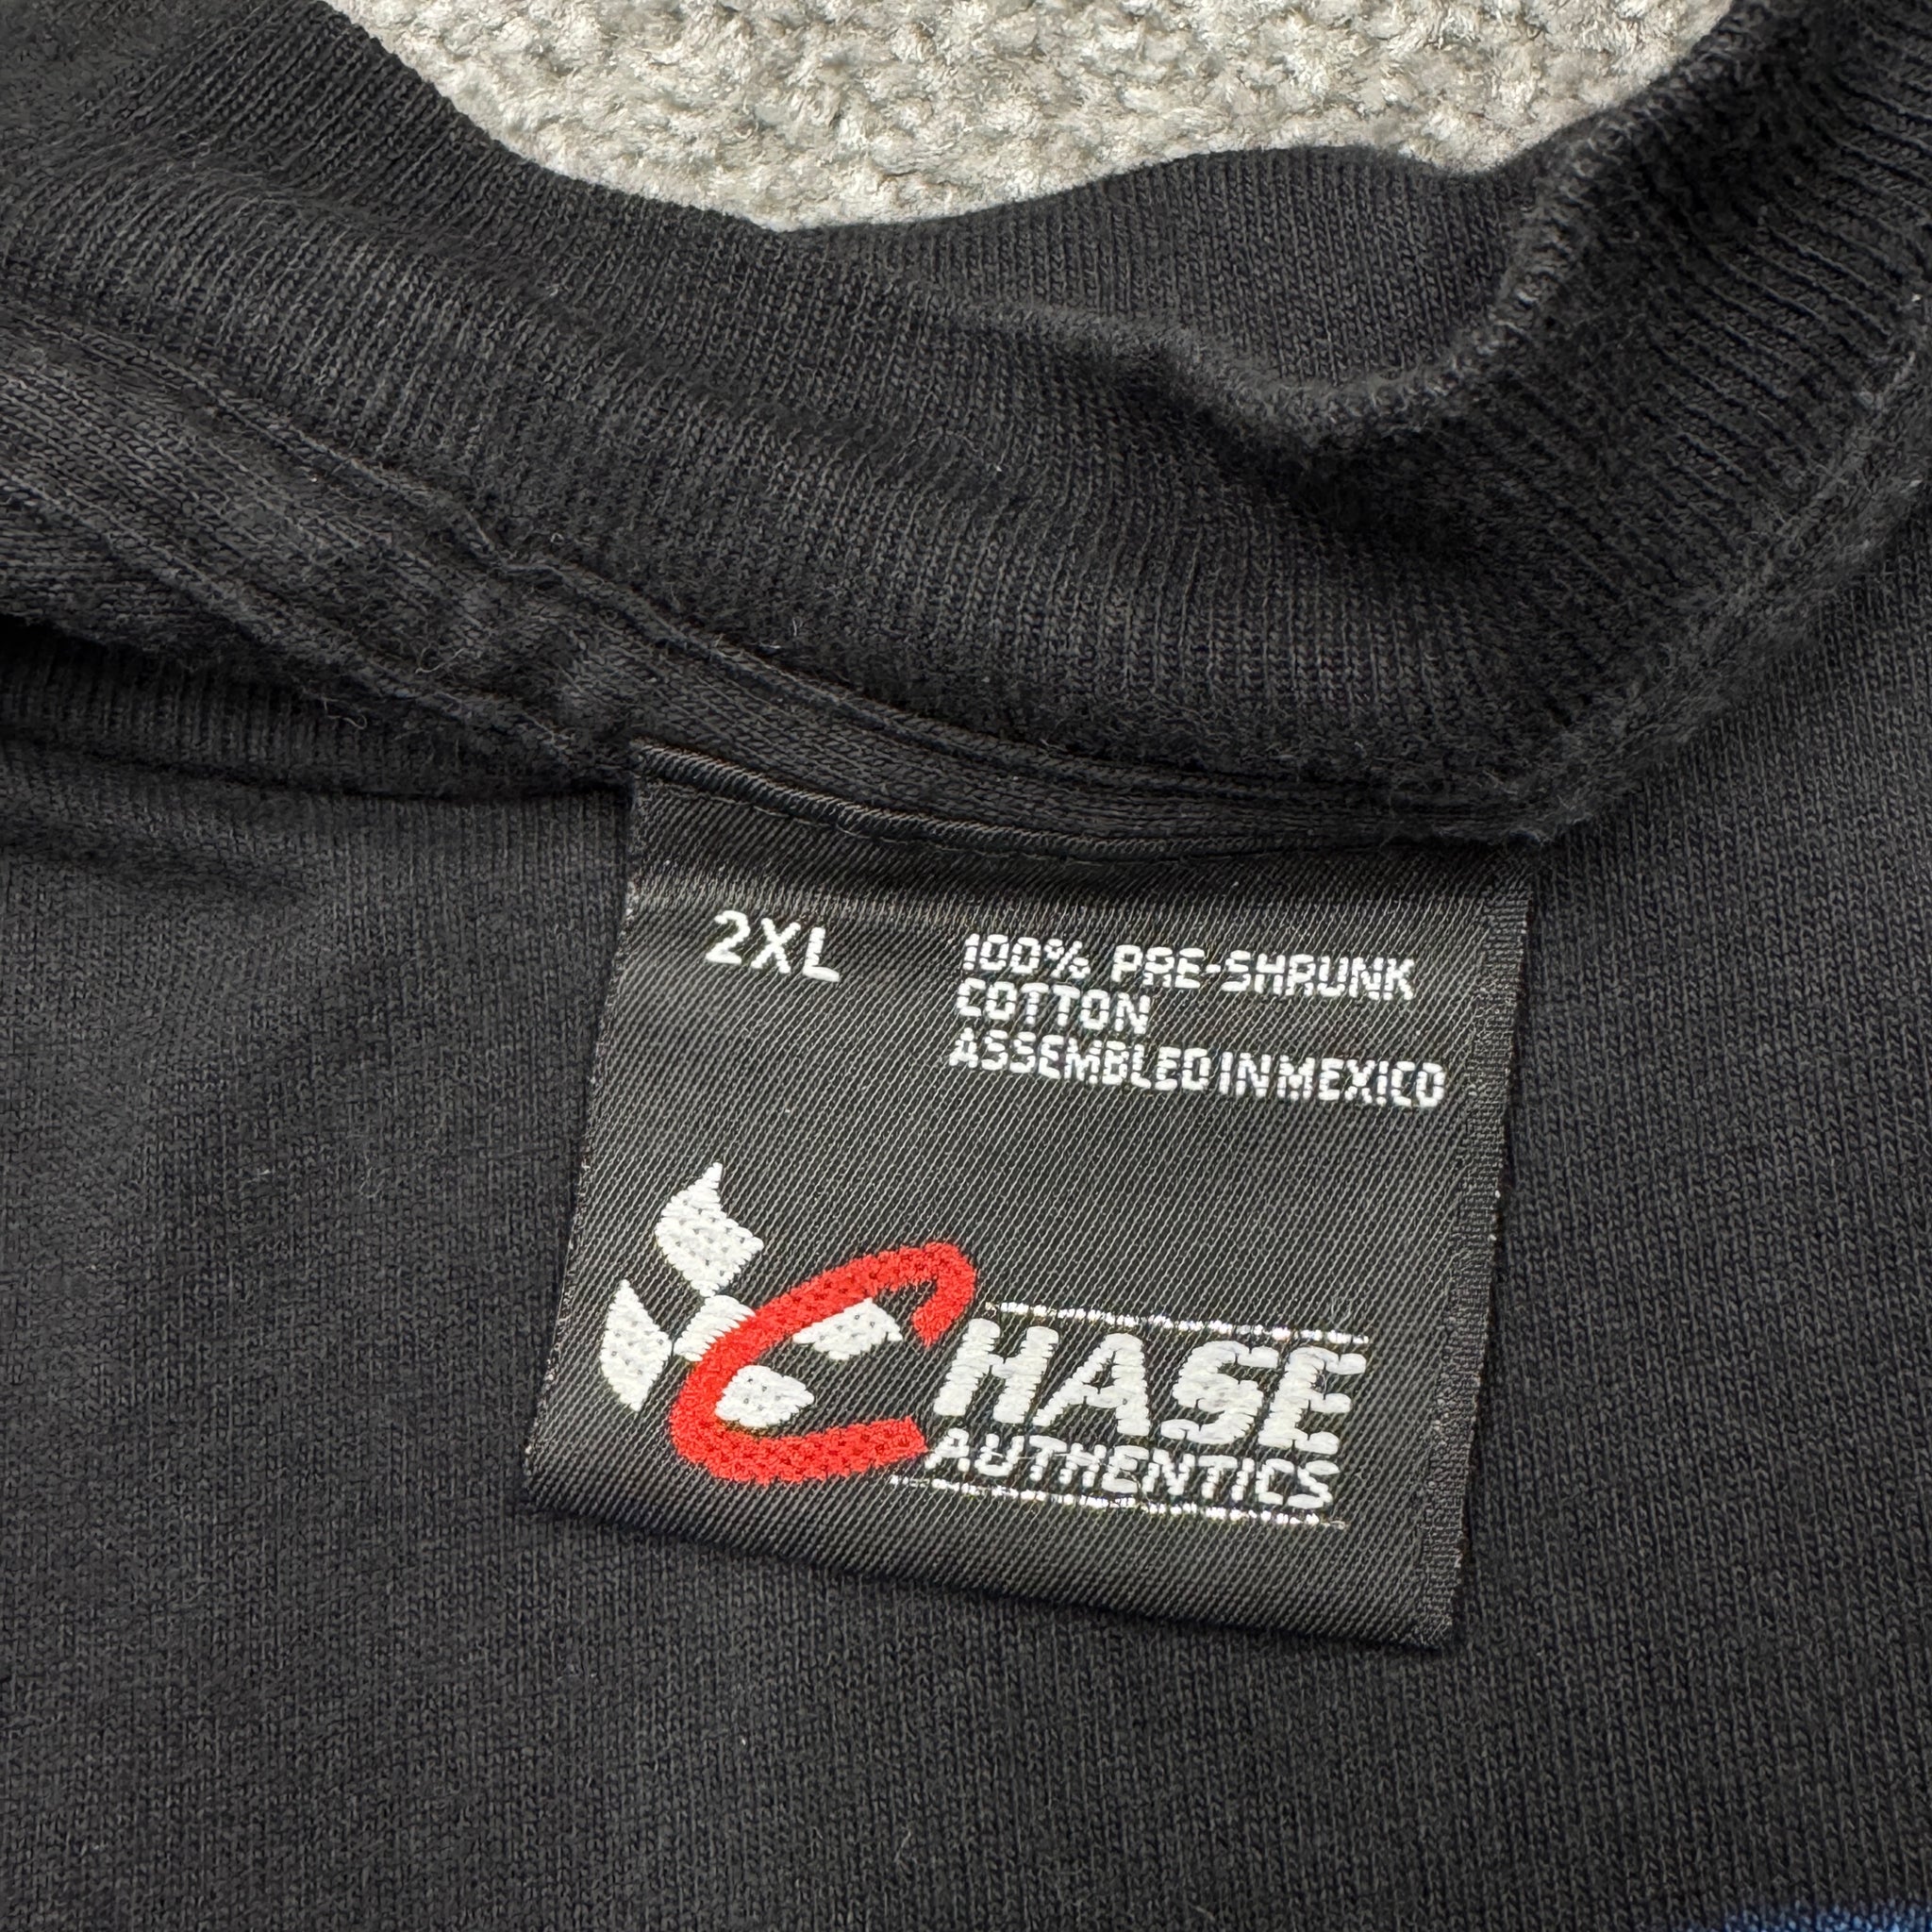 2XL
100% PRE-SHRUNK
COTTON
ASSEMBLED IN MEXICO
CHASE
AUTHENTICS